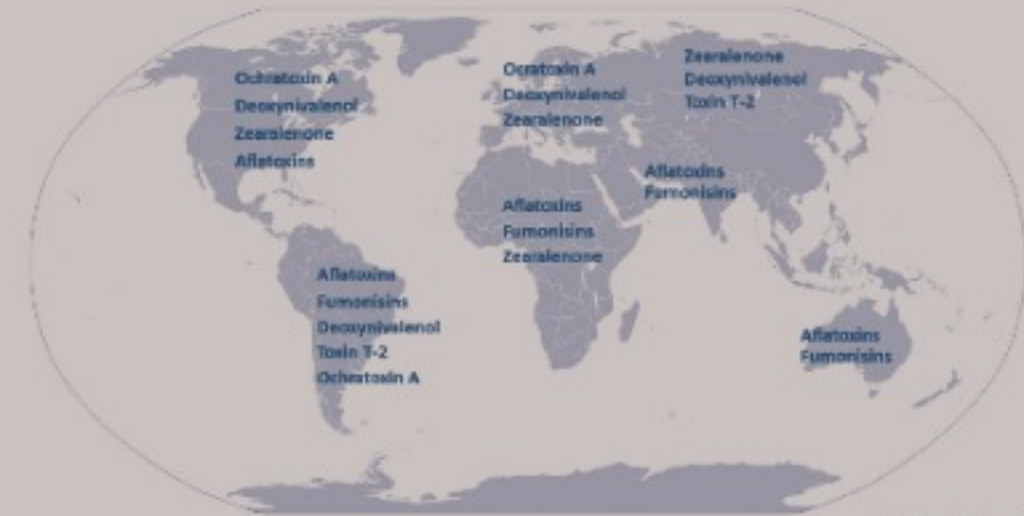 Ochratoxin A
Deoxynivalenol
Zearalenone
Aflatoxins
Ocratoxin A
Deoxynivalenol
Zearalenone
Zearalenone
Deoxynivalenol
Toxin T-2
Aflatoxins
Fumonisins
Aflatoxins
Fumonisins
Zearalenone
Aflatoxins
Fumonisins
Deoxynivalenol
Toxin T-2
Ochratoxin A
Aflatoxins
Fumonisins